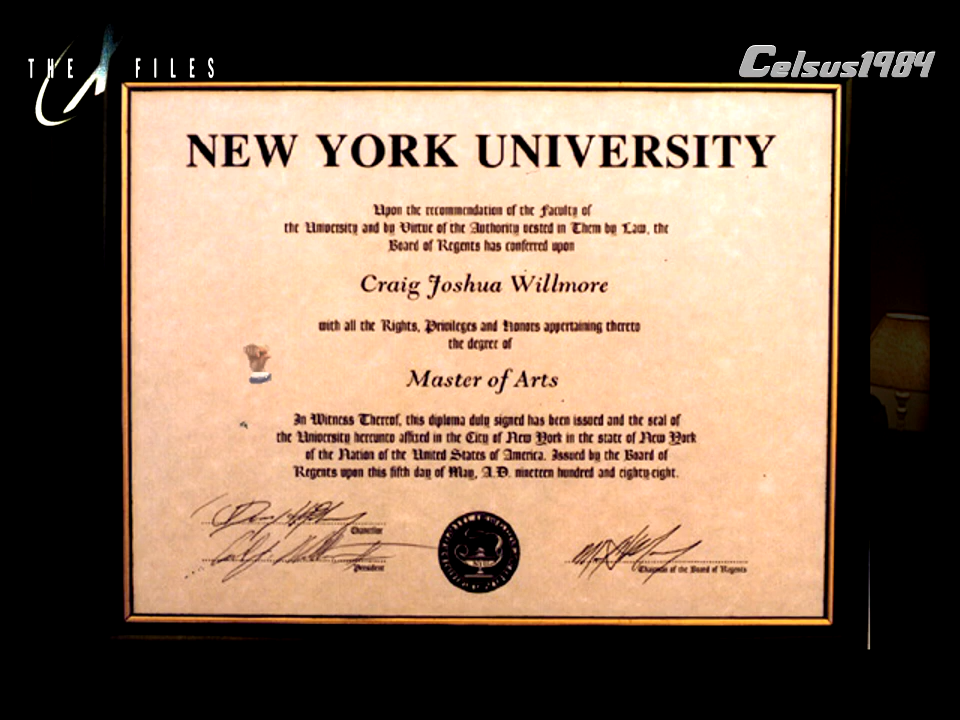 THE X FILES
Celsus1984
NEW YORK UNIVERSITY
Upon the recommendation of the Faculty of
the University and by Virtue of the Authority vested in Them by Law, the
Board of Regents has conferred upon
Craig Joshua Willmore
with all the Rights, Privileges and Honors appertaining thereto
the degree of
Master of Arts
In Witness Thereof, this diploma duly signed has been issued and the seal of
the University hereunto affixed in the City of New York in the state of New York
of the Nation of the United States of America. Issued by the Board of
Regents upon this fifth day of May, A.D. nineteen hundred and eighty-eight.
Chancellor
President
Chapman of the Board of Regents